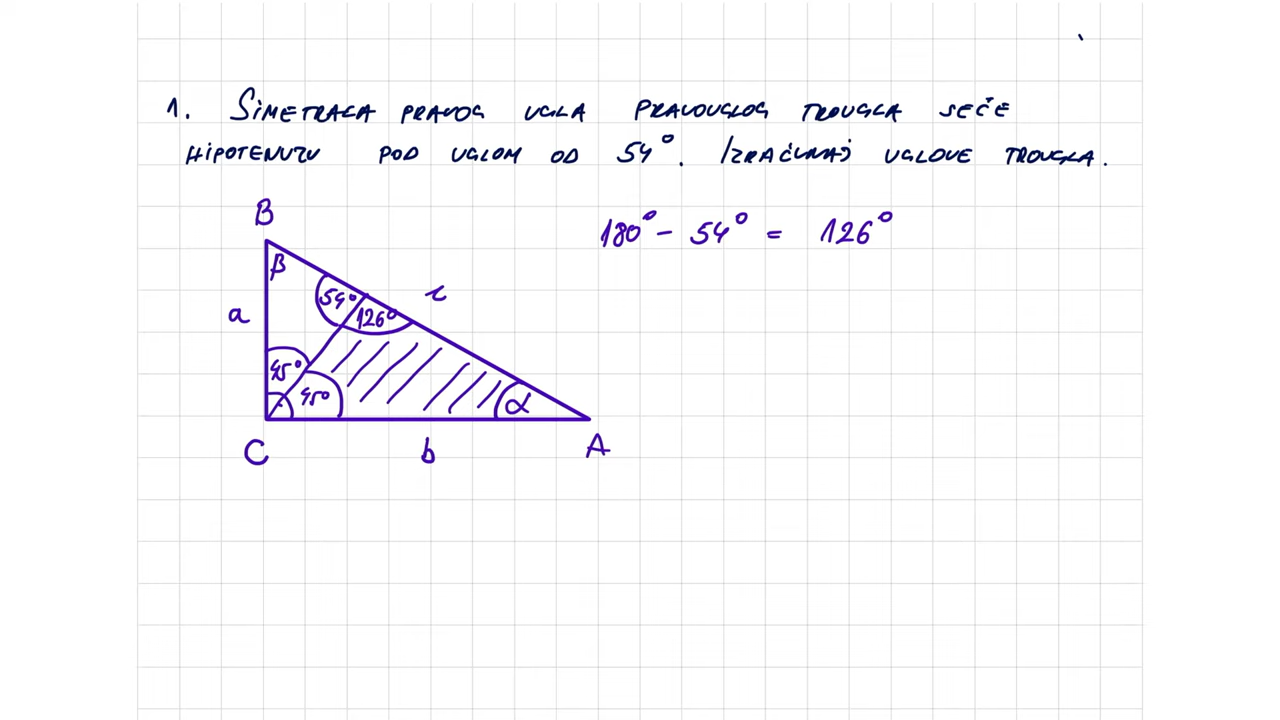 1. SIMETRALA PRAVOG UGLA PRAVOUGLOG TROUGLA SEČE
HIPOTENUZU POD UGLOM OD 54°. IZRAČUNAJ UGLOVE TROUGLA.
B
180° - 54° = 126°
β
54°
c
126°
a
45°
45°
α
C
b
A